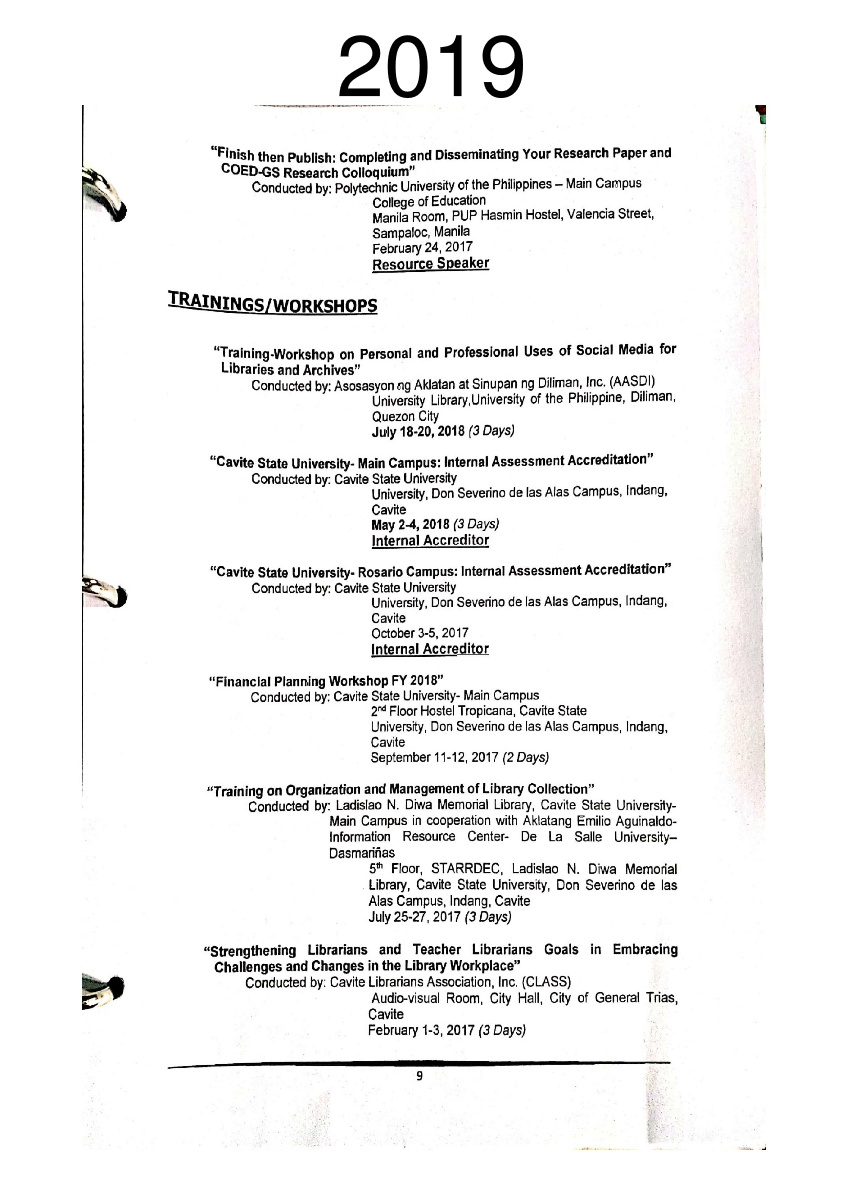 2019
“Finish then Publish: Completing and Disseminating Your Research Paper and
COED-GS Research Colloquium”
Conducted by: Polytechnic University of the Philippines – Main Campus
College of Education
Manila Room, PUP Hasmin Hostel, Valencia Street,
Sampaloc, Manila
February 24, 2017
Resource Speaker
TRAININGS/WORKSHOPS
“Training-Workshop on Personal and Professional Uses of Social Media for
Libraries and Archives”
Conducted by: Asosasyon ng Aklatan at Sinupan ng Diliman, Inc. (AASDI)
University Library,University of the Philippine, Diliman,
Quezon City
July 18-20, 2018 (3 Days)
“Cavite State University- Main Campus: Internal Assessment Accreditation”
Conducted by: Cavite State University
University, Don Severino de las Alas Campus, Indang,
Cavite
May 2-4, 2018 (3 Days)
Internal Accreditor
“Cavite State University- Rosario Campus: Internal Assessment Accreditation”
Conducted by: Cavite State University
University, Don Severino de las Alas Campus, Indang,
Cavite
October 3-5, 2017
Internal Accreditor
“Financial Planning Workshop FY 2018”
Conducted by: Cavite State University- Main Campus
2nd Floor Hostel Tropicana, Cavite State
University, Don Severino de las Alas Campus, Indang,
Cavite
September 11-12, 2017 (2 Days)
“Training on Organization and Management of Library Collection”
Conducted by: Ladislao N. Diwa Memorial Library, Cavite State University-
Main Campus in cooperation with Aklatang Emilio Aguinaldo-
Information Resource Center- De La Salle University–
Dasmariñas
5th Floor, STARRDEC, Ladislao N. Diwa Memorial
Library, Cavite State University, Don Severino de las
Alas Campus, Indang, Cavite
July 25-27, 2017 (3 Days)
“Strengthening Librarians and Teacher Librarians Goals in Embracing
Challenges and Changes in the Library Workplace”
Conducted by: Cavite Librarians Association, Inc. (CLASS)
Audio-visual Room, City Hall, City of General Trias,
Cavite
February 1-3, 2017 (3 Days)
9